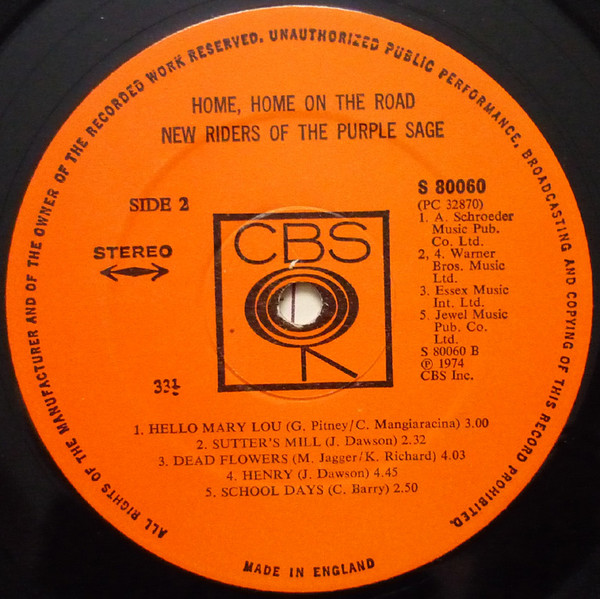 ALL RIGHTS OF THE MANUFACTURER AND OF THE OWNER OF THE RECORDED WORK RESERVED. UNAUTHORIZED PUBLIC PERFORMANCE, BROADCASTING AND COPYING OF THIS RECORD PROHIBITED.
HOME, HOME ON THE ROAD
NEW RIDERS OF THE PURPLE SAGE
SIDE 2
STEREO
33⅓
CBS
S 80060
(PC 32870)
1. A. Schroeder
Music Pub.
Co. Ltd.
2, 4. Warner
Bros. Music
Ltd.
3. Essex Music
Int. Ltd.
5. Jewel Music
Pub. Co.
Ltd.
S 80060 B
℗ 1974
CBS Inc.
1. HELLO MARY LOU (G. Pitney/C. Mangiaracina) 3.00
2. SUTTER'S MILL (J. Dawson) 2.32
3. DEAD FLOWERS (M. Jagger/K. Richard) 4.03
4. HENRY (J. Dawson) 4.45
5. SCHOOL DAYS (C. Barry) 2.50
MADE IN ENGLAND